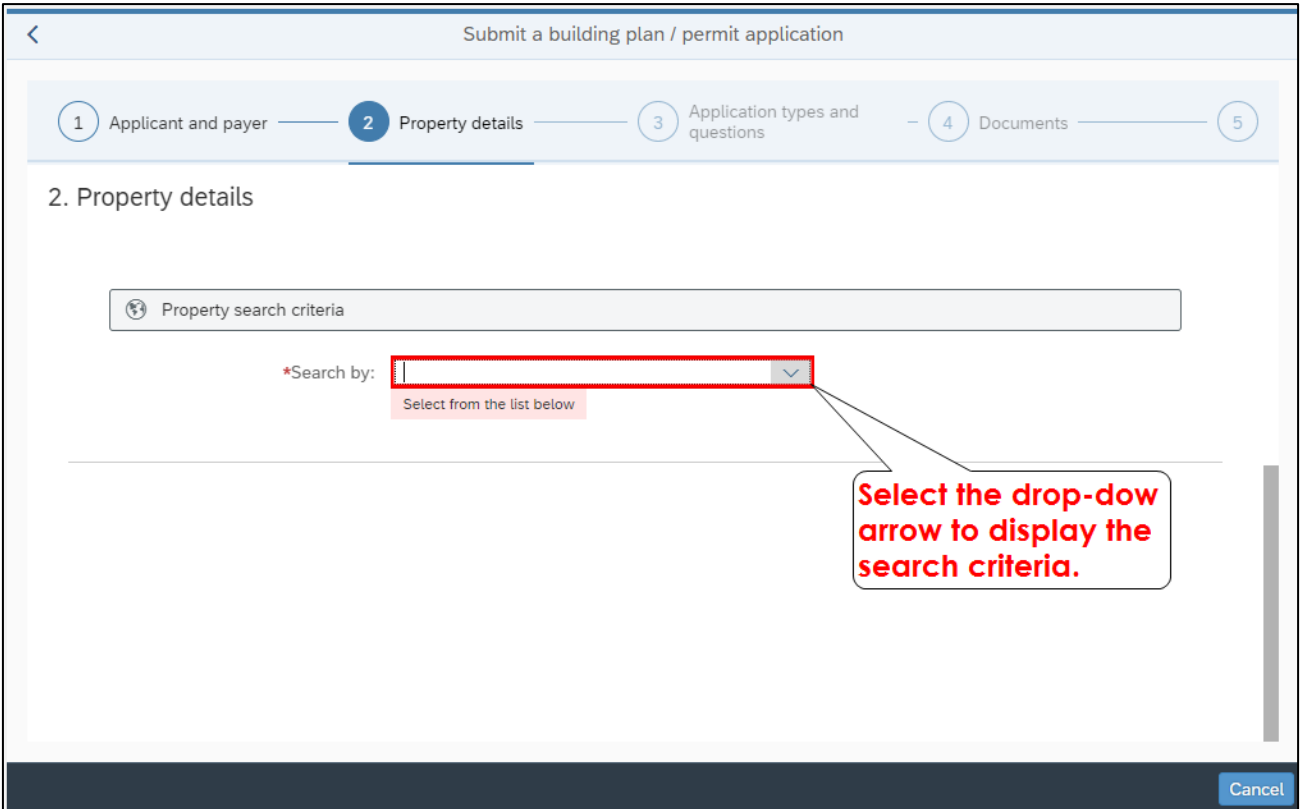 Submit a building plan / permit application
1 Applicant and payer
2 Property details
3 Application types and
questions
4 Documents
5
2. Property details
Property search criteria
*Search by:
Select from the list below
Select the drop-dow
arrow to display the
search criteria.
Cancel